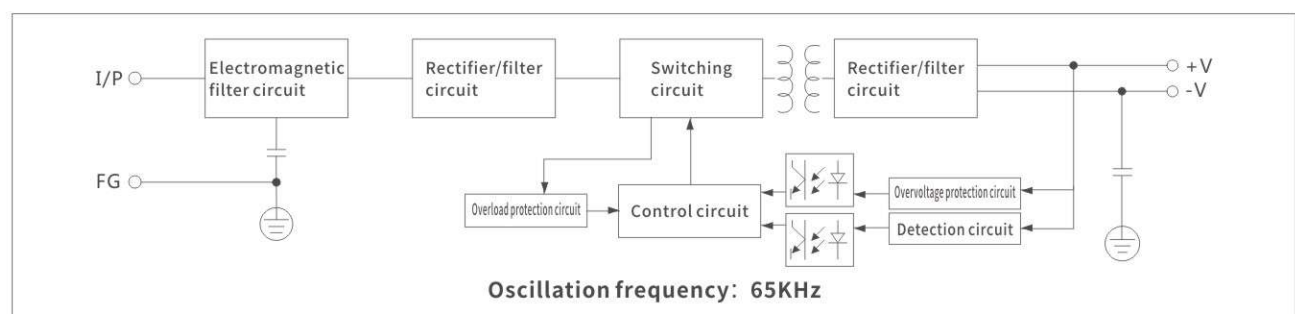 I/P
Electromagnetic
filter circuit
Rectifier/filter
circuit
Switching
circuit
Rectifier/filter
circuit
+V
-V
FG
Overload protection circuit
Control circuit
Overvoltage protection circuit
Detection circuit
Oscillation frequency: 65KHz